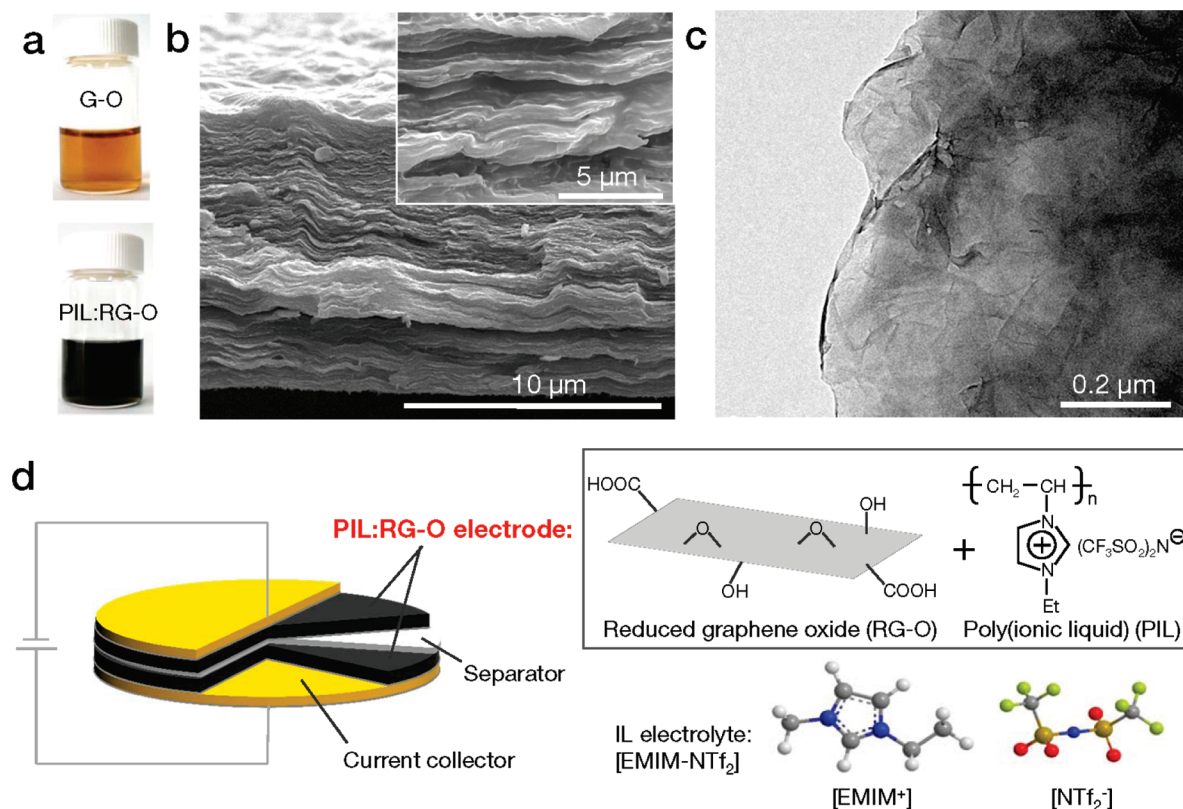 a
G-O
PIL:RG-O
b
5 µm
10 µm
c
0.2 µm
d
PIL:RG-O electrode:
Separator
Current collector
HOOC
O
O
OH
OH
COOH
Reduced graphene oxide (RG-O)
+
CH₂ CH n
N
+
N
Et
(CF₃SO₂)₂N⊖
Poly(ionic liquid) (PIL)
IL electrolyte:
[EMIM-NTf₂]
[EMIM⁺]
[NTf₂⁻]